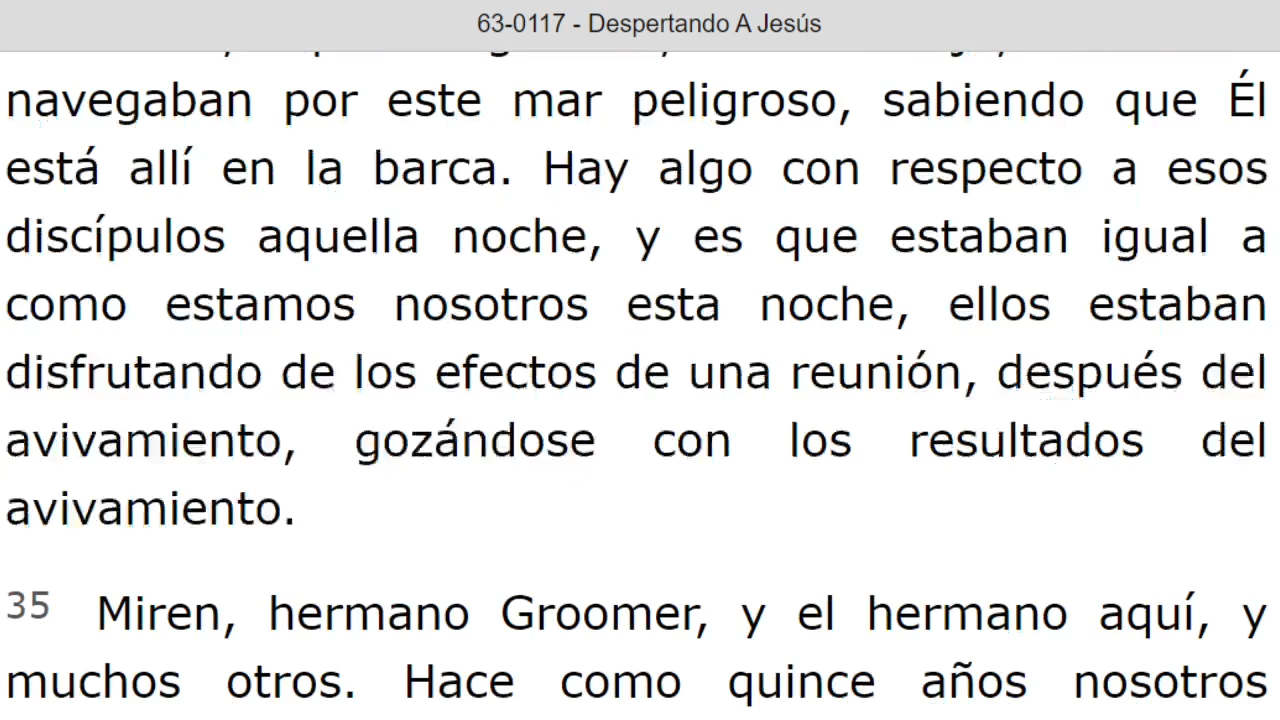 63-0117 - Despertando A Jesús
navegaban por este mar peligroso, sabiendo que Él
está allí en la barca. Hay algo con respecto a esos
discípulos aquella noche, y es que estaban igual a
como estamos nosotros esta noche, ellos estaban
disfrutando de los efectos de una reunión, después del
avivamiento, gozándose con los resultados del
avivamiento.
35 Miren, hermano Groomer, y el hermano aquí, y
muchos otros. Hace como quince años nosotros